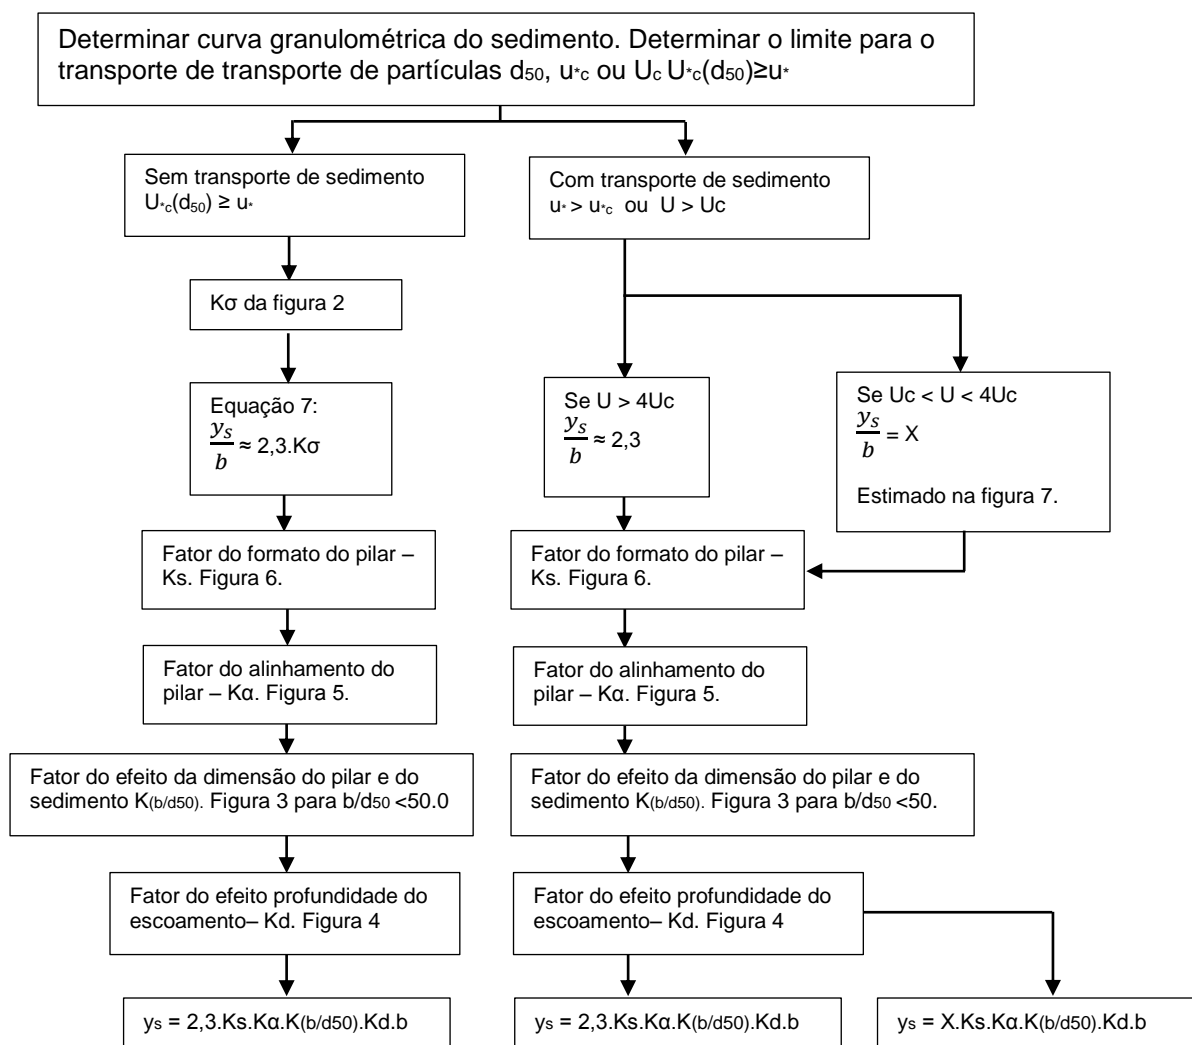 Determinar curva granulométrica do sedimento. Determinar o limite para o
transporte de transporte de partículas d50, u*c ou Uc U*c(d50)≥u*
Sem transporte de sedimento
U*c(d50) ≥ u*
Com transporte de sedimento
u* > u*c ou U > Uc
Kσ da figura 2
Equação 7:
ys/b ≈ 2,3.Kσ
Se U > 4Uc
ys/b ≈ 2,3
Se Uc < U < 4Uc
ys/b = X
Estimado na figura 7.
Fator do formato do pilar –
Ks. Figura 6.
Fator do formato do pilar –
Ks. Figura 6.
Fator do alinhamento do
pilar – Kα. Figura 5.
Fator do alinhamento do
pilar – Kα. Figura 5.
Fator do efeito da dimensão do pilar e do
sedimento K(b/d50). Figura 3 para b/d50 <50.0
Fator do efeito da dimensão do pilar e do
sedimento K(b/d50). Figura 3 para b/d50 <50.
Fator do efeito profundidade do
escoamento– Kd. Figura 4
Fator do efeito profundidade do
escoamento– Kd. Figura 4
ys = 2,3.Ks.Kα.K(b/d50).Kd.b
ys = 2,3.Ks.Kα.K(b/d50).Kd.b
ys = X.Ks.Kα.K(b/d50).Kd.b